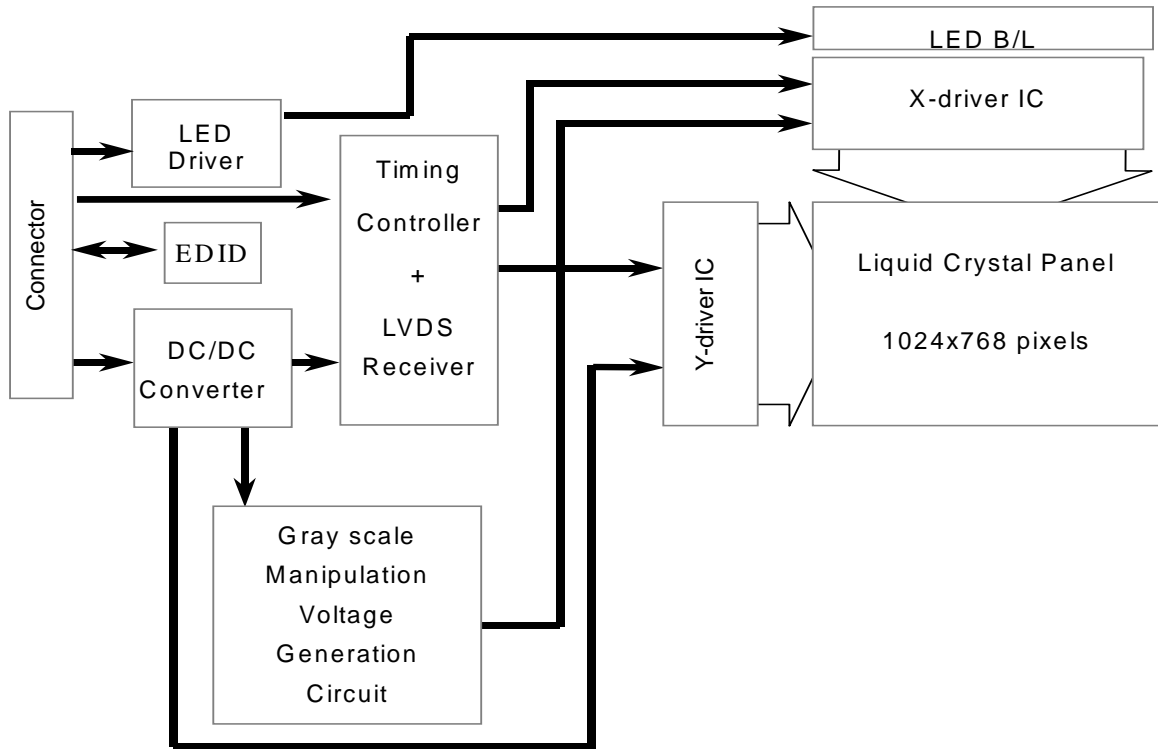 LED B/L
X-driver IC
LED
Driver
Timing
Controller
+
LVDS
Receiver
Connector
EDID
DC/DC
Converter
Y-driver IC
Liquid Crystal Panel
1024x768 pixels
Gray scale
Manipulation
Voltage
Generation
Circuit